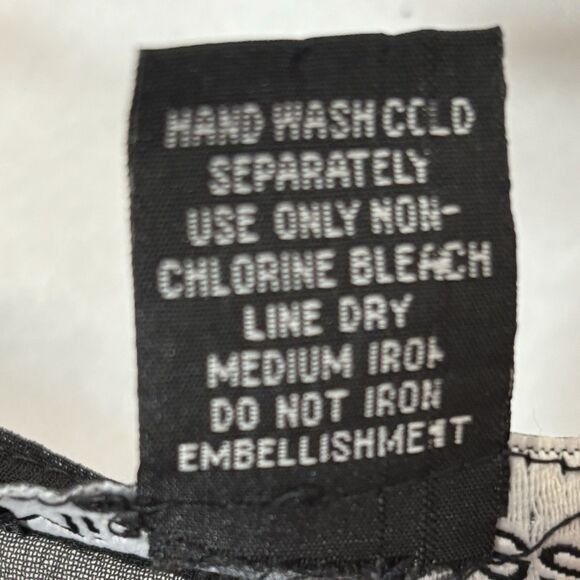 HAND WASH COLD
SEPARATELY
USE ONLY NON-
CHLORINE BLEACH
LINE DRY
MEDIUM IRON
DO NOT IRON
EMBELLISHMENT